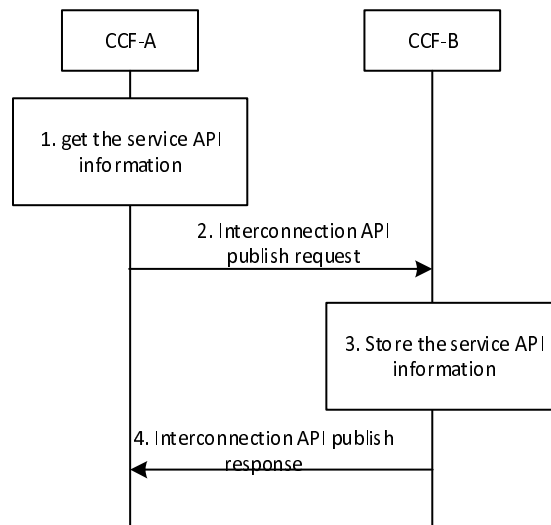 CCF-A
CCF-B
1. get the service API
information
2. Interconnection API
publish request
3. Store the service API
information
4. Interconnection API publish
response